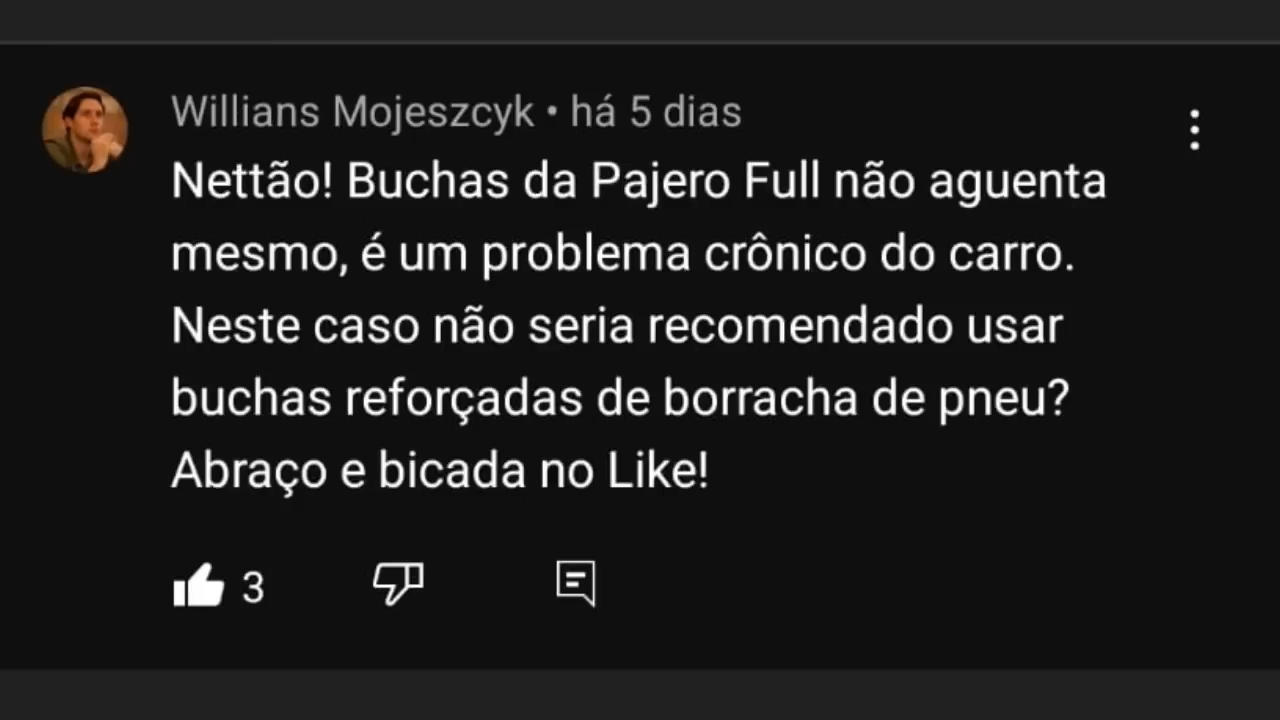 Willians Mojeszcyk • há 5 dias
Nettão! Buchas da Pajero Full não aguenta
mesmo, é um problema crônico do carro.
Neste caso não seria recomendado usar
buchas reforçadas de borracha de pneu?
Abraço e bicada no Like!
3